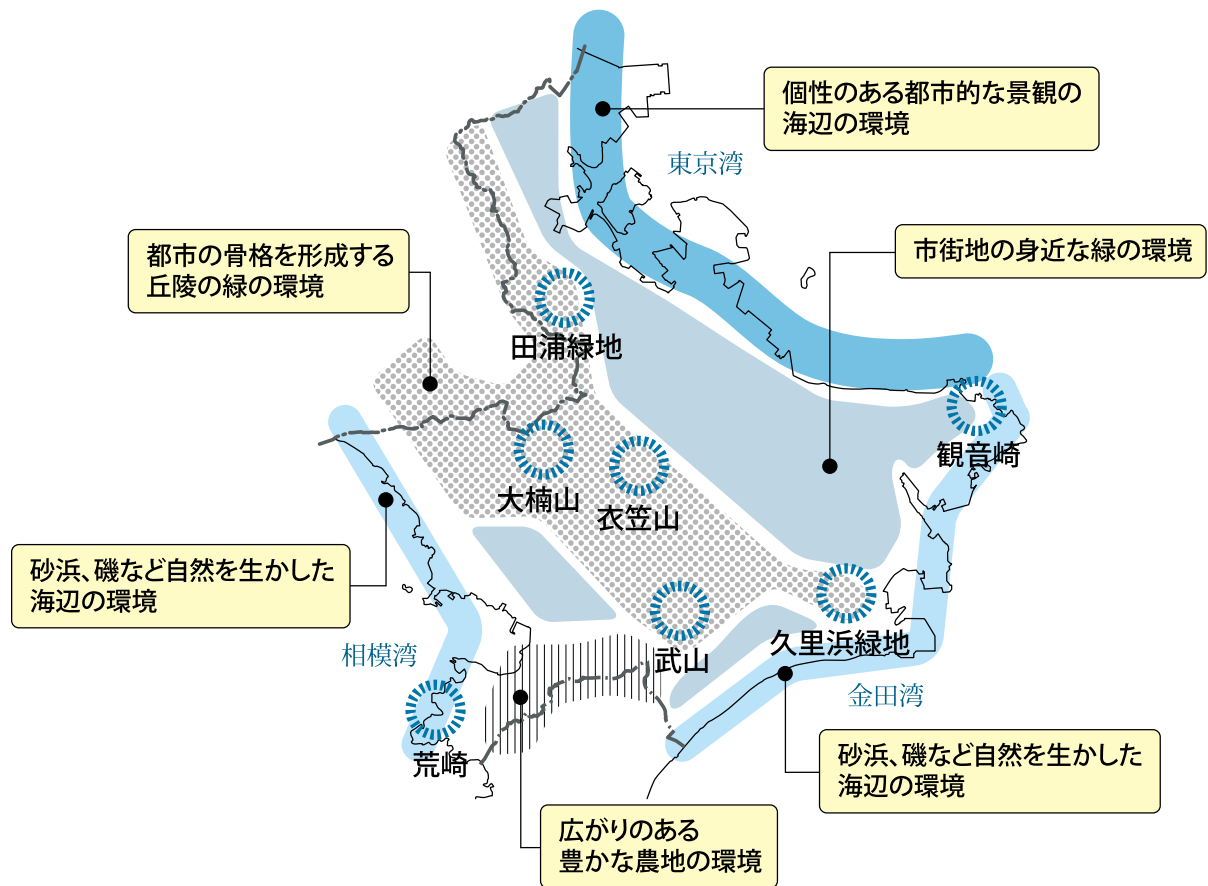 個性のある都市的な景観の
海辺の環境
東京湾
都市の骨格を形成する
丘陵の緑の環境
市街地の身近な緑の環境
田浦緑地
観音崎
大楠山
衣笠山
砂浜、磯など自然を生かした
海辺の環境
相模湾
武山
久里浜緑地
金田湾
荒崎
砂浜、磯など自然を生かした
海辺の環境
広がりのある
豊かな農地の環境